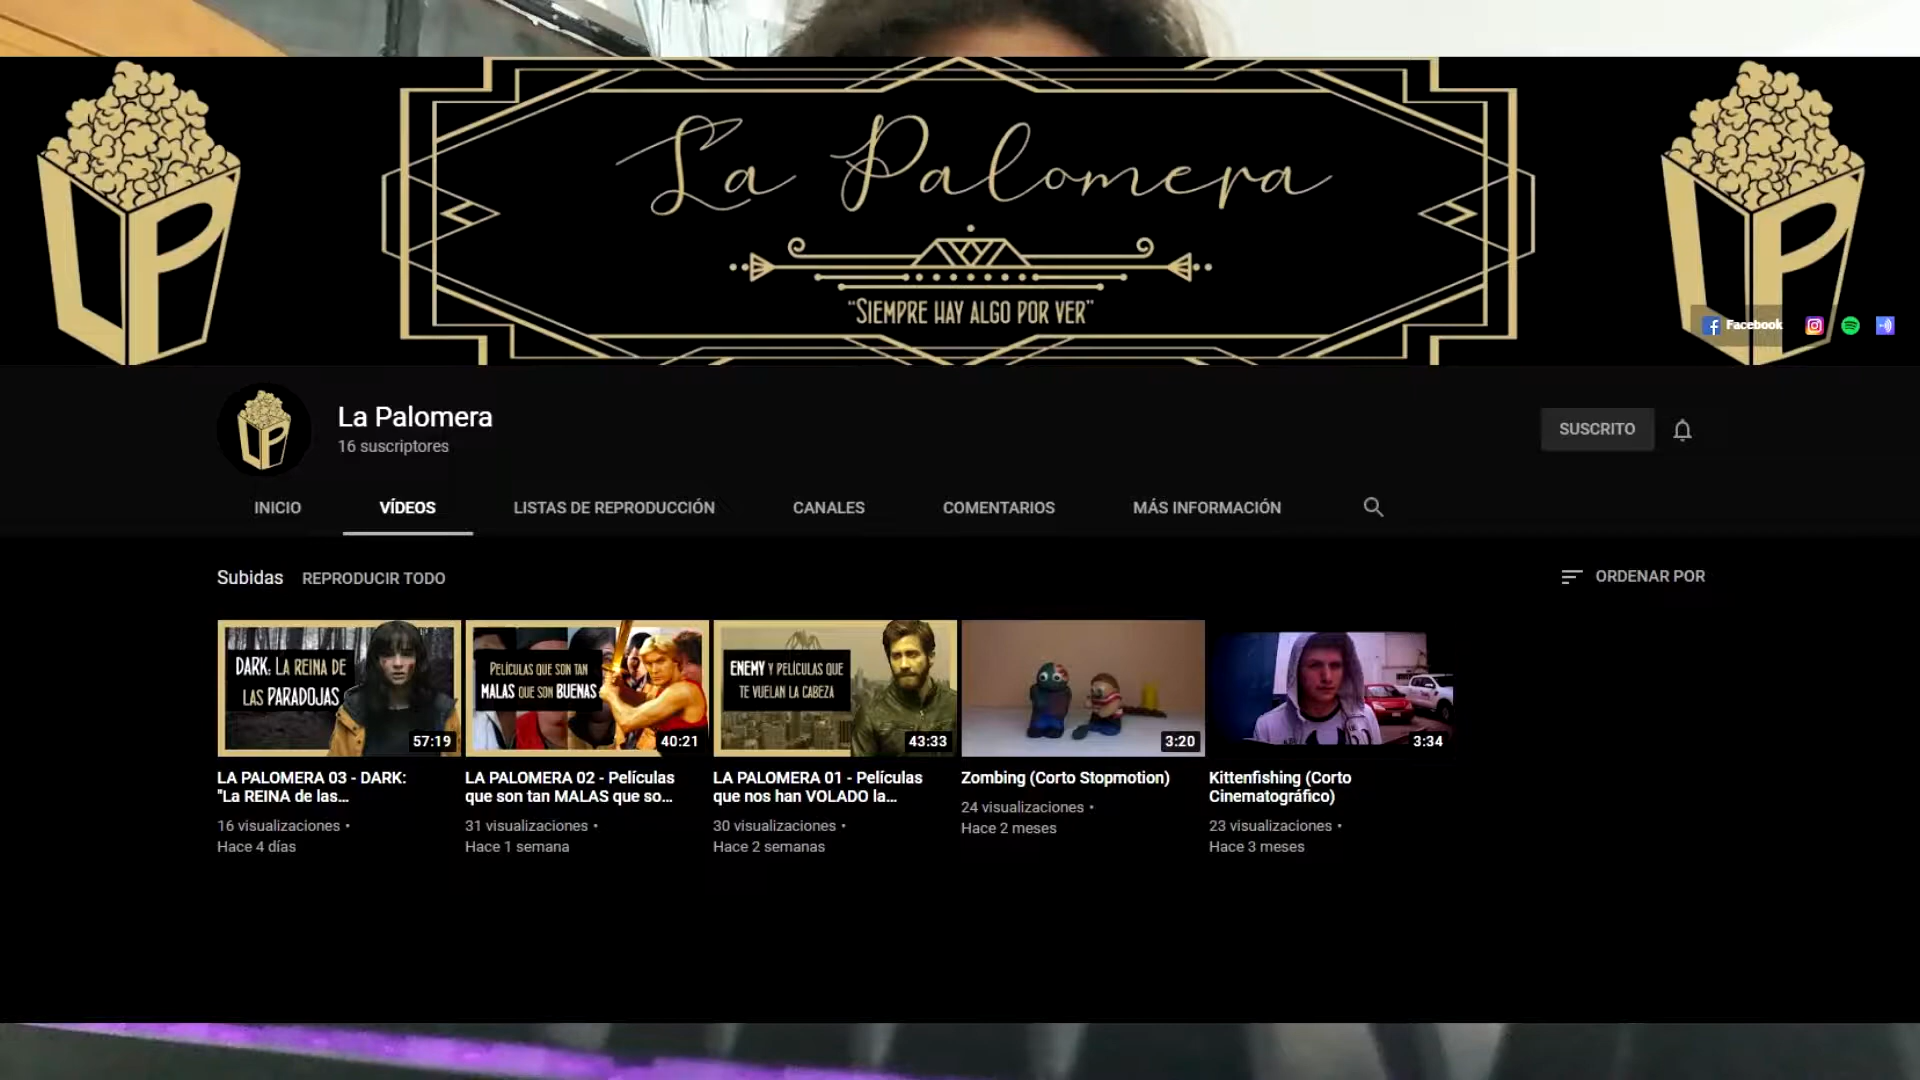 La Palomera
"SIEMPRE HAY ALGO POR VER"
LP
LP
Facebook
LP
La Palomera
16 suscriptores
SUSCRITO
INICIO
VÍDEOS
LISTAS DE REPRODUCCIÓN
CANALES
COMENTARIOS
MÁS INFORMACIÓN
Subidas
REPRODUCIR TODO
ORDENAR POR
DARK: LA REINA DE
LAS PARADOJAS
57:19
PELÍCULAS QUE SON TAN
MALAS QUE SON BUENAS
40:21
ENEMY Y PELÍCULAS QUE
TE VUELAN LA CABEZA
43:33
3:20
3:34
LA PALOMERA 03 - DARK:
"La REINA de las...
16 visualizaciones •
Hace 4 días
LA PALOMERA 02 - Películas
que son tan MALAS que so...
31 visualizaciones •
Hace 1 semana
LA PALOMERA 01 - Películas
que nos han VOLADO la...
30 visualizaciones •
Hace 2 semanas
Zombing (Corto Stopmotion)
24 visualizaciones •
Hace 2 meses
Kittenfishing (Corto
Cinematográfico)
23 visualizaciones •
Hace 3 meses